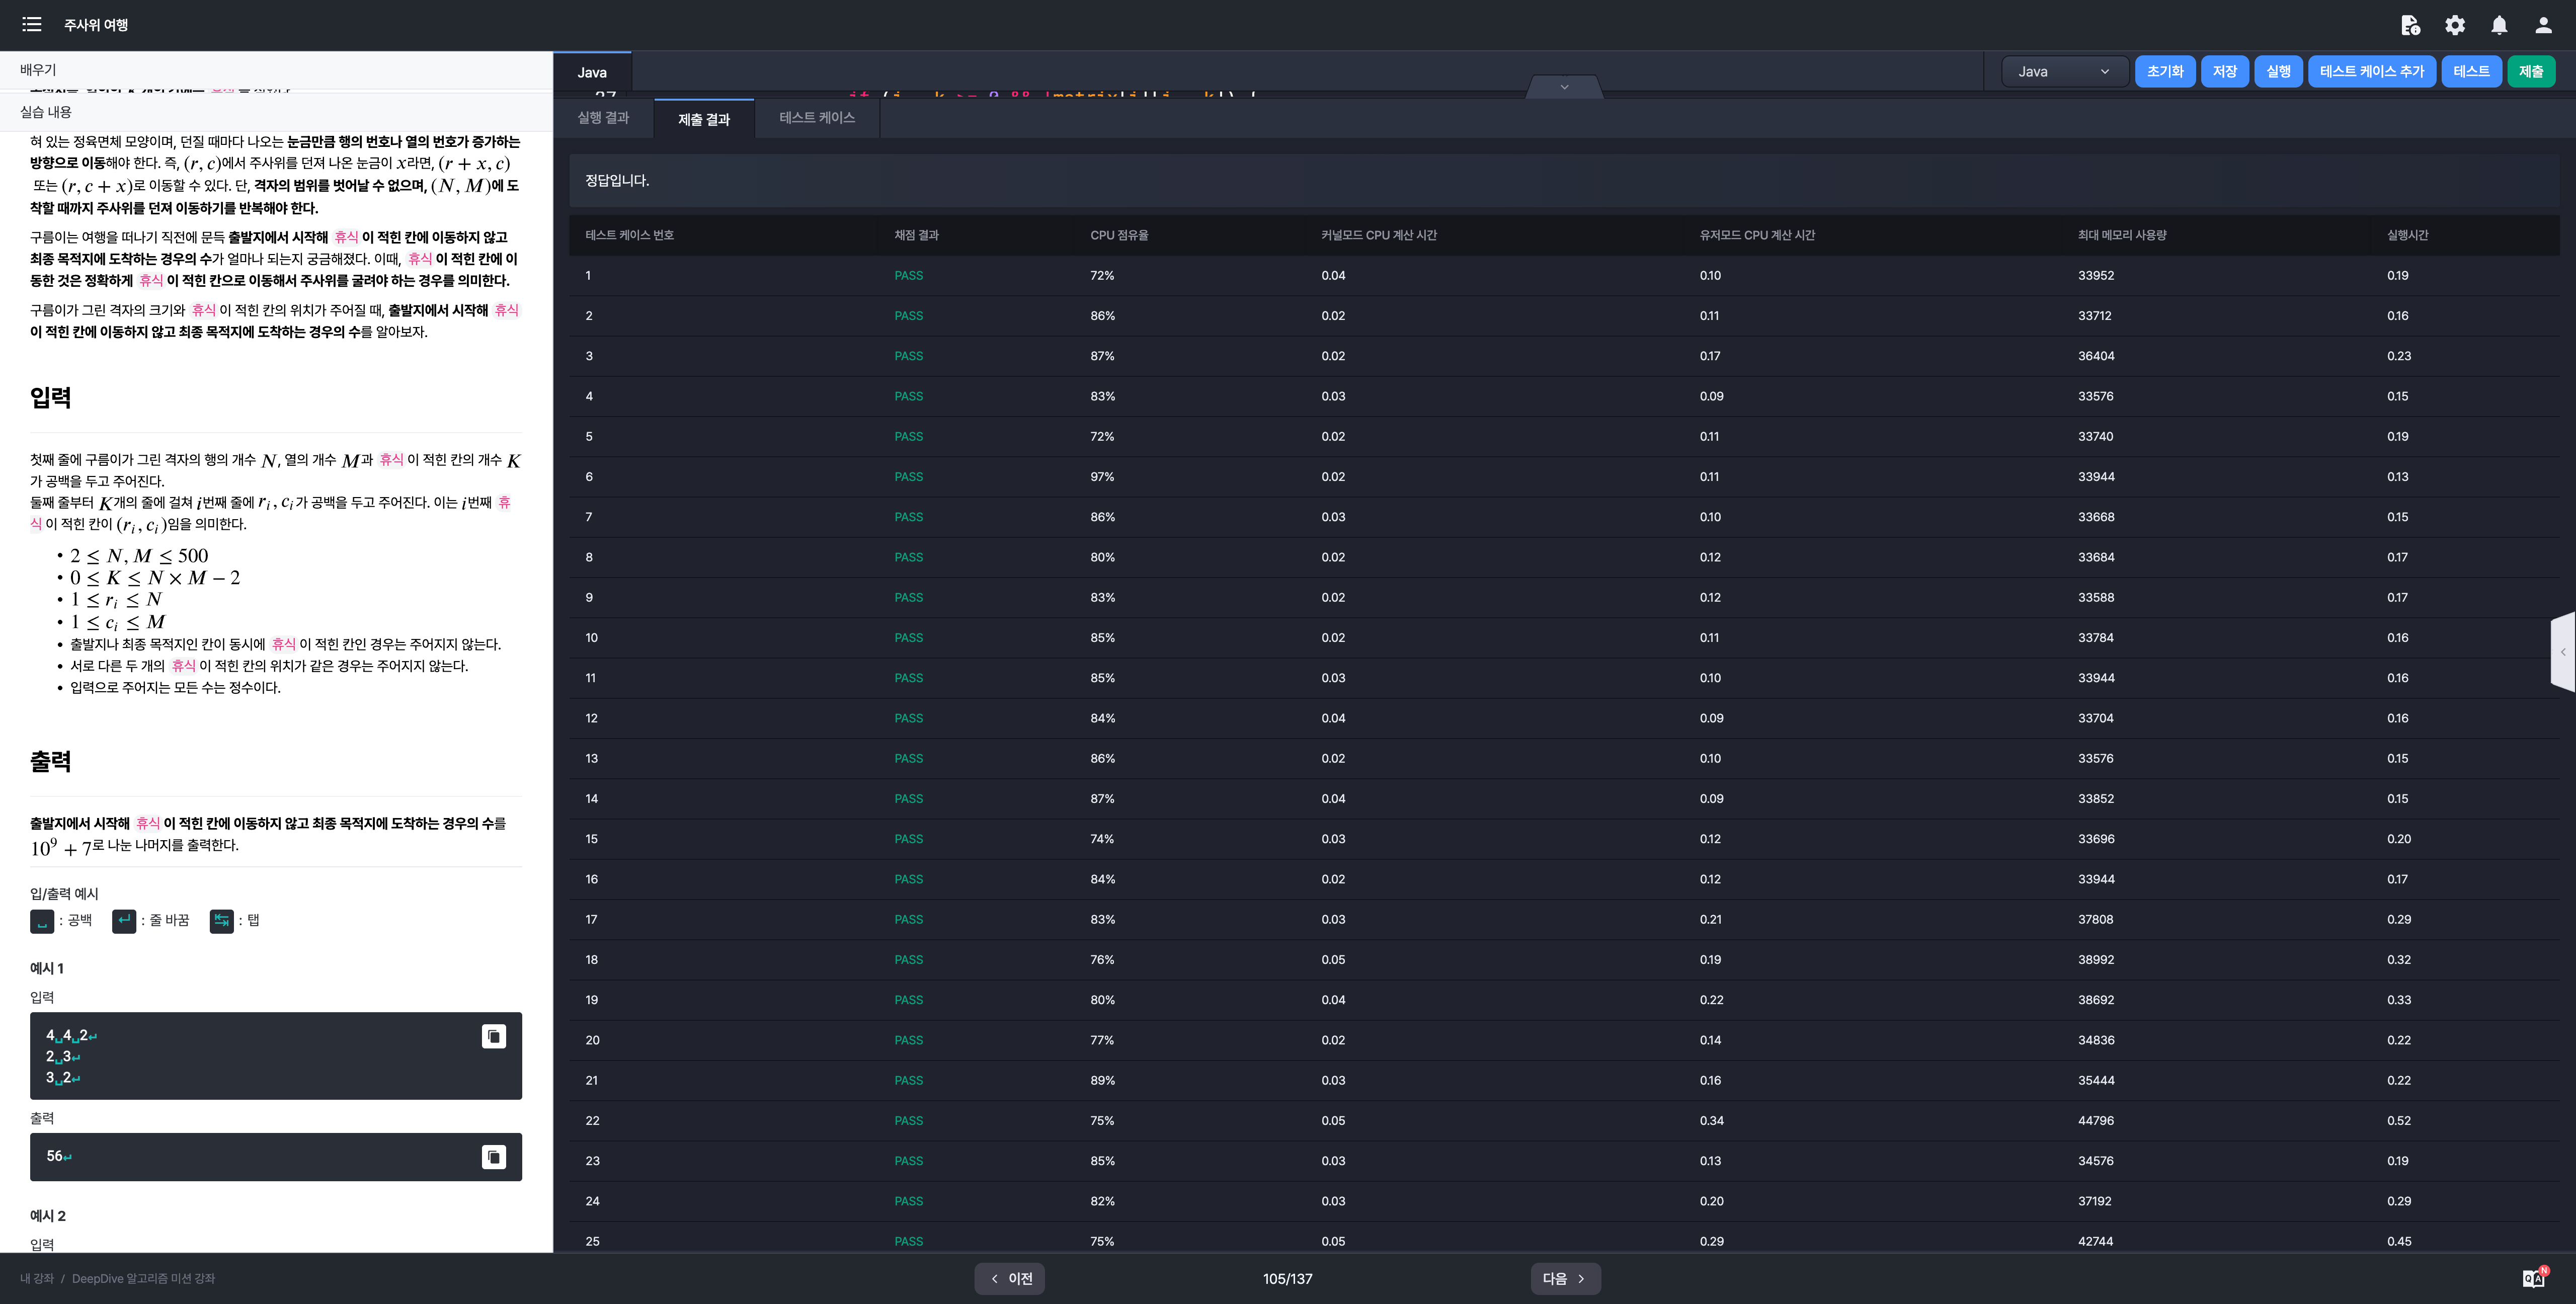 주사위 여행
배우기
실습 내용
혀 있는 정육면체 모양이며, 던질 때마다 나오는 눈금만큼 행의 번호나 열의 번호가 증가하는
방향으로 이동해야 한다. 즉, (r, c)에서 주사위를 던져 나온 눈금이 x라면, (r + x, c)
또는 (r, c + x)로 이동할 수 있다. 단, 격자의 범위를 벗어날 수 없으며, (N, M)에 도
착할 때까지 주사위를 던져 이동하기를 반복해야 한다.
구름이는 여행을 떠나기 직전에 문득 출발지에서 시작해 휴식 이 적힌 칸에 이동하지 않고
최종 목적지에 도착하는 경우의 수가 얼마나 되는지 궁금해졌다. 이때, 휴식 이 적힌 칸에 이
동한 것은 정확하게 휴식 이 적힌 칸으로 이동해서 주사위를 굴려야 하는 경우를 의미한다.
구름이가 그린 격자의 크기와 휴식 이 적힌 칸의 위치가 주어질 때, 출발지에서 시작해 휴식
이 적힌 칸에 이동하지 않고 최종 목적지에 도착하는 경우의 수를 알아보자.
입력
첫째 줄에 구름이가 그린 격자의 행의 개수 N, 열의 개수 M과 휴식 이 적힌 칸의 개수 K
가 공백을 두고 주어진다.
둘째 줄부터 K개의 줄에 걸쳐 i번째 줄에 r_i, c_i가 공백을 두고 주어진다. 이는 i번째 휴
식 이 적힌 칸이 (r_i, c_i)임을 의미한다.
• 2 ≤ N, M ≤ 500
• 0 ≤ K ≤ N × M − 2
• 1 ≤ r_i ≤ N
• 1 ≤ c_i ≤ M
• 출발지나 최종 목적지인 칸이 동시에 휴식 이 적힌 칸인 경우는 주어지지 않는다.
• 서로 다른 두 개의 휴식 이 적힌 칸의 위치가 같은 경우는 주어지지 않는다.
• 입력으로 주어지는 모든 수는 정수이다.
출력
출발지에서 시작해 휴식 이 적힌 칸에 이동하지 않고 최종 목적지에 도착하는 경우의 수를
10⁹ + 7로 나눈 나머지를 출력한다.
입/출력 예시
␣ : 공백 ↵ : 줄 바꿈 ↹ : 탭
예시 1
입력
4␣4␣2↵
2␣3↵
3␣2↵
출력
56↵
예시 2
입력
Java
Java 초기화 저장 실행 테스트 케이스 추가 테스트 제출
실행 결과 제출 결과 테스트 케이스
정답입니다.
테스트 케이스 번호 채점 결과 CPU 점유율 커널모드 CPU 계산 시간 유저모드 CPU 계산 시간 최대 메모리 사용량 실행시간
1 PASS 72% 0.04 0.10 33952 0.19
2 PASS 86% 0.02 0.11 33712 0.16
3 PASS 87% 0.02 0.17 36404 0.23
4 PASS 83% 0.03 0.09 33576 0.15
5 PASS 72% 0.02 0.11 33740 0.19
6 PASS 97% 0.02 0.11 33944 0.13
7 PASS 86% 0.03 0.10 33668 0.15
8 PASS 80% 0.02 0.12 33684 0.17
9 PASS 83% 0.02 0.12 33588 0.17
10 PASS 85% 0.02 0.11 33784 0.16
11 PASS 85% 0.03 0.10 33944 0.16
12 PASS 84% 0.04 0.09 33704 0.16
13 PASS 86% 0.02 0.10 33576 0.15
14 PASS 87% 0.04 0.09 33852 0.15
15 PASS 74% 0.03 0.12 33696 0.20
16 PASS 84% 0.02 0.12 33944 0.17
17 PASS 83% 0.03 0.21 37808 0.29
18 PASS 76% 0.05 0.19 38992 0.32
19 PASS 80% 0.04 0.22 38692 0.33
20 PASS 77% 0.02 0.14 34836 0.22
21 PASS 89% 0.03 0.16 35444 0.22
22 PASS 75% 0.05 0.34 44796 0.52
23 PASS 85% 0.03 0.13 34576 0.19
24 PASS 82% 0.03 0.20 37192 0.29
25 PASS 75% 0.05 0.29 42744 0.45
내 강좌 / DeepDive 알고리즘 미션 강좌
이전 105/137 다음
Q A N